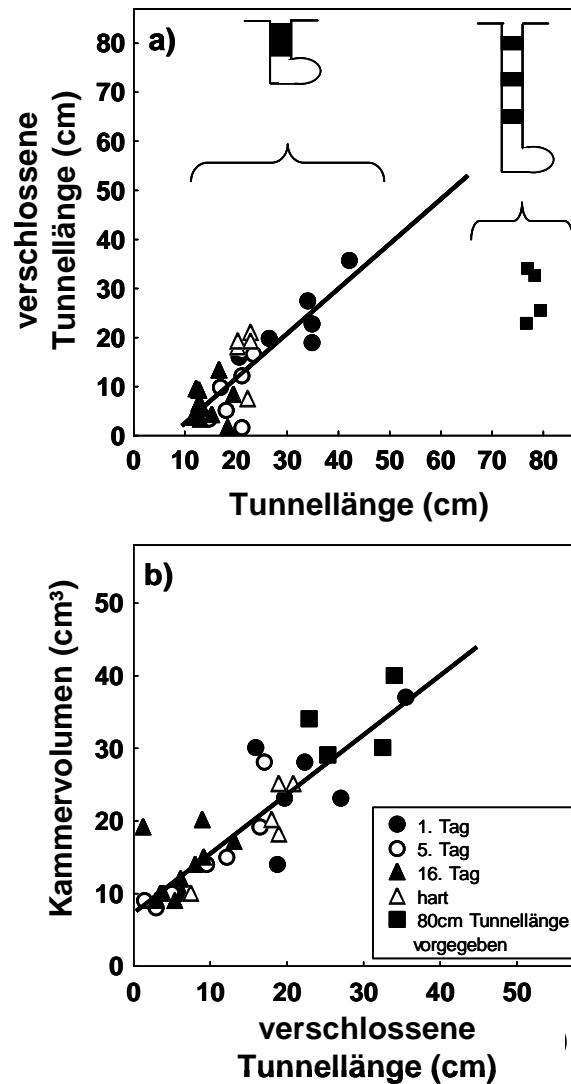 a)
80
70
60
50
40
30
20
10
0
verschlossene
Tunnellänge (cm)
0 10 20 30 40 50 60 70 80
Tunnellänge (cm)
b)
50
40
30
20
10
0
Kammervolumen (cm³)
1. Tag
5. Tag
16. Tag
hart
80cm Tunnellänge
vorgegeben
0 10 20 30 40 50
verschlossene
Tunnellänge (cm)